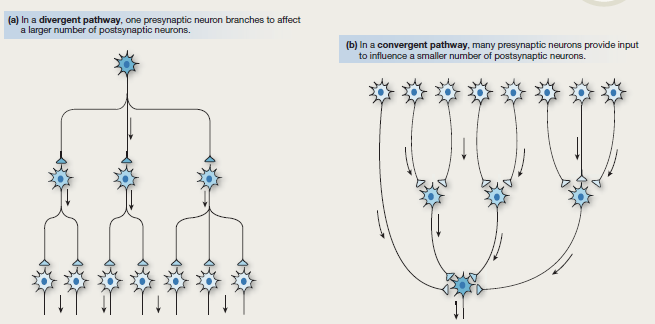 (a) In a divergent pathway, one presynaptic neuron branches to affect
a larger number of postsynaptic neurons.
(b) In a convergent pathway, many presynaptic neurons provide input
to influence a smaller number of postsynaptic neurons.